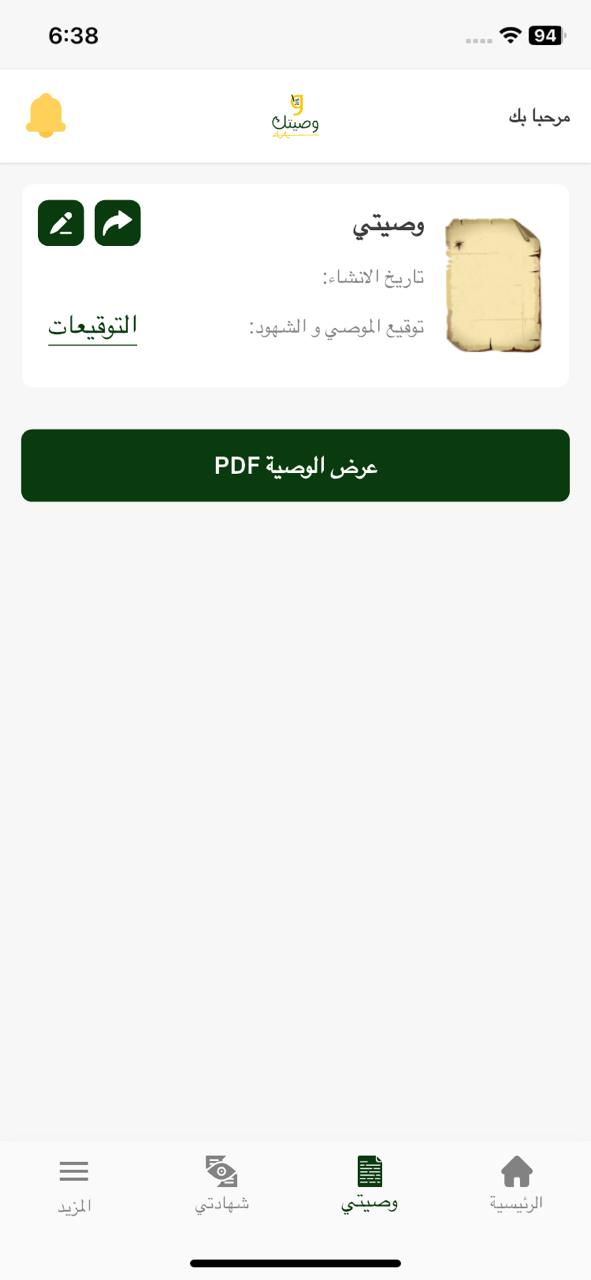 6:38
94
مرحبا بك
وصيتك
وصيتي
تاريخ الانشاء:
توقيع الموصي و الشهود:
التوقيعات
عرض الوصية PDF
الرئيسية
وصيتي
شهادتي
المزيد